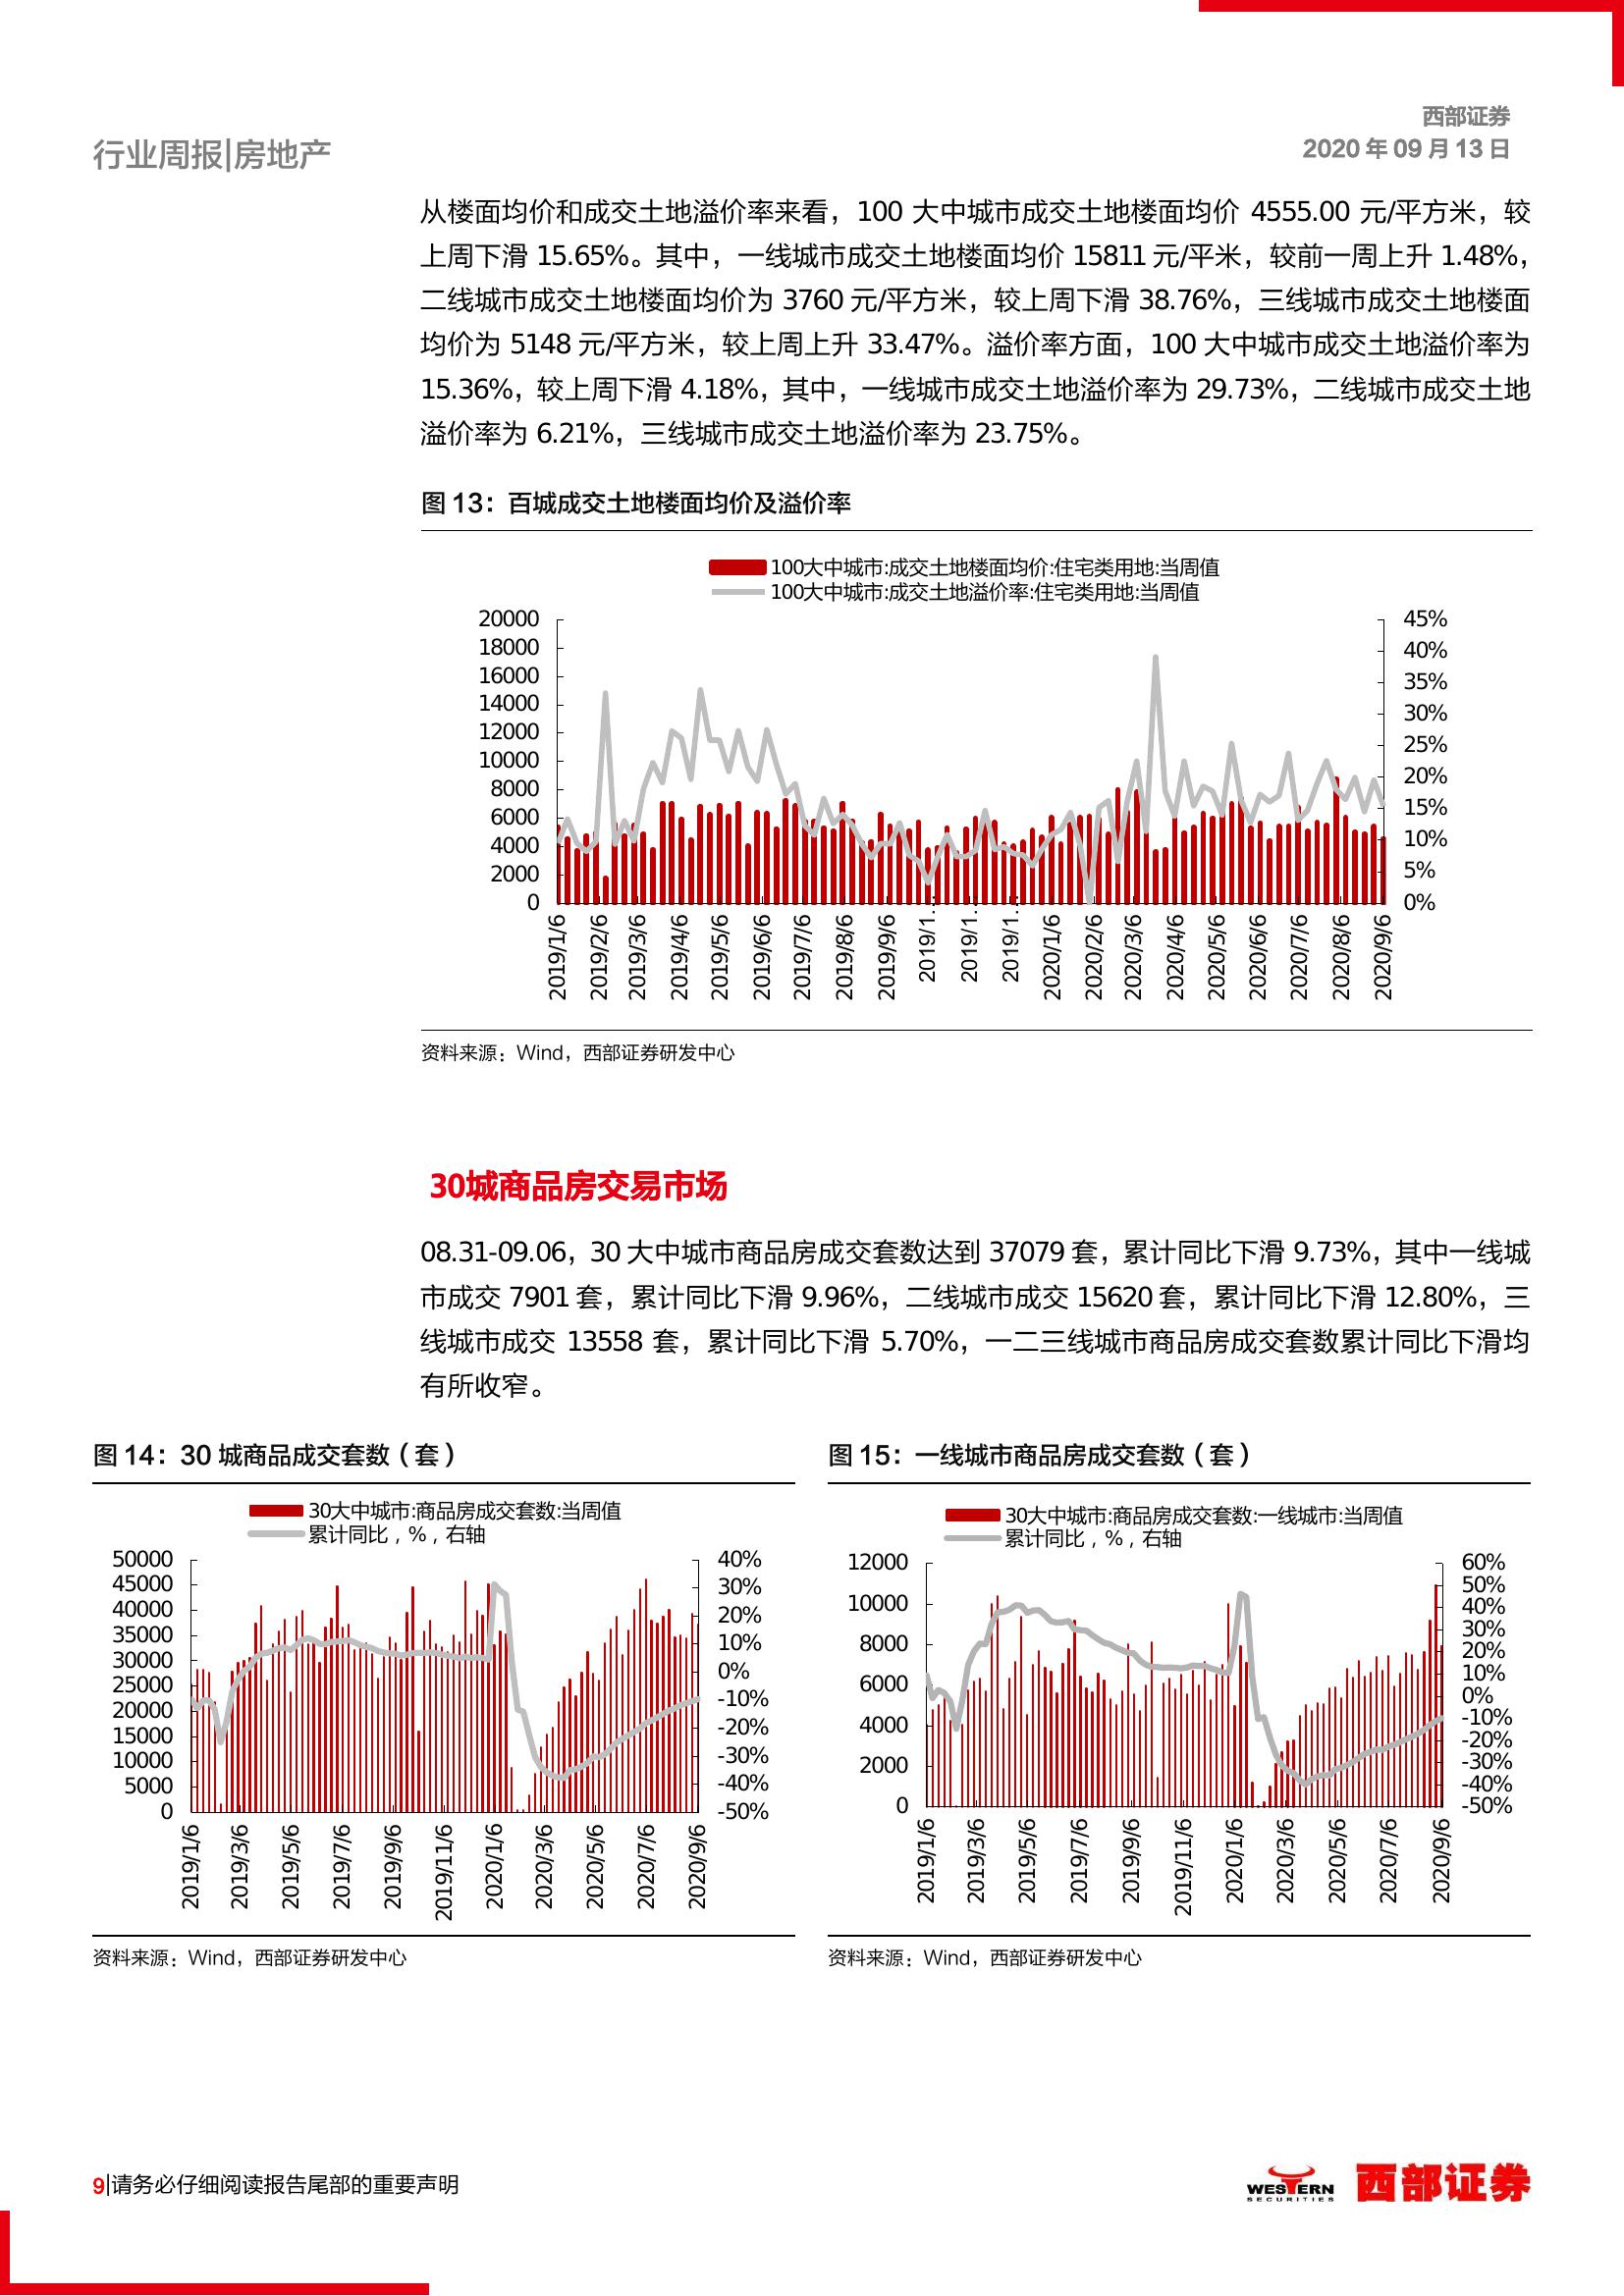 西部证券
行业周报|房地产
2020 年 09 月 13 日
从楼面均价和成交土地溢价率来看，100 大中城市成交土地楼面均价 4555.00 元/平方米，较
上周下滑 15.65%。其中，一线城市成交土地楼面均价 15811 元/平米，较前一周上升 1.48%，
二线城市成交土地楼面均价为 3760 元/平方米，较上周下滑 38.76%，三线城市成交土地楼面
均价为 5148 元/平方米，较上周上升 33.47%。溢价率方面，100 大中城市成交土地溢价率为
15.36%，较上周下滑 4.18%，其中，一线城市成交土地溢价率为 29.73%，二线城市成交土地
溢价率为 6.21%，三线城市成交土地溢价率为 23.75%。
图 13：百城成交土地楼面均价及溢价率
100大中城市:成交土地楼面均价:住宅类用地:当周值
100大中城市:成交土地溢价率:住宅类用地:当周值
20000 45%
18000 40%
16000 35%
14000 30%
12000 25%
10000 20%
8000 15%
6000 10%
4000 5%
2000 0%
0
2019/1/6 2019/2/6 2019/3/6 2019/4/6 2019/5/6 2019/6/6 2019/7/6 2019/8/6 2019/9/6 2019/1… 2019/1… 2019/1… 2020/1/6 2020/2/6 2020/3/6 2020/4/6 2020/5/6 2020/6/6 2020/7/6 2020/8/6 2020/9/6
资料来源：Wind，西部证券研发中心
30城商品房交易市场
08.31-09.06，30 大中城市商品房成交套数达到 37079 套，累计同比下滑 9.73%，其中一线城
市成交 7901 套，累计同比下滑 9.96%，二线城市成交 15620 套，累计同比下滑 12.80%，三
线城市成交 13558 套，累计同比下滑 5.70%，一二三线城市商品房成交套数累计同比下滑均
有所收窄。
图 14：30 城商品成交套数（套）
30大中城市:商品房成交套数:当周值
累计同比，%，右轴
50000 40%
45000 30%
40000 20%
35000 10%
30000 0%
25000 -10%
20000 -20%
15000 -30%
10000 -40%
5000 -50%
0
2019/1/6 2019/3/6 2019/5/6 2019/7/6 2019/9/6 2019/11/6 2020/1/6 2020/3/6 2020/5/6 2020/7/6 2020/9/6
资料来源：Wind，西部证券研发中心
图 15：一线城市商品房成交套数（套）
30大中城市:商品房成交套数:一线城市:当周值
累计同比，%，右轴
12000 60%
10000 50%
8000 40%
6000 30%
4000 20%
2000 10%
0 0%
-10%
-20%
-30%
-40%
-50%
2019/1/6 2019/3/6 2019/5/6 2019/7/6 2019/9/6 2019/11/6 2020/1/6 2020/3/6 2020/5/6 2020/7/6 2020/9/6
资料来源：Wind，西部证券研发中心
9|请务必仔细阅读报告尾部的重要声明
WESTERN
SECURITIES
西部证券